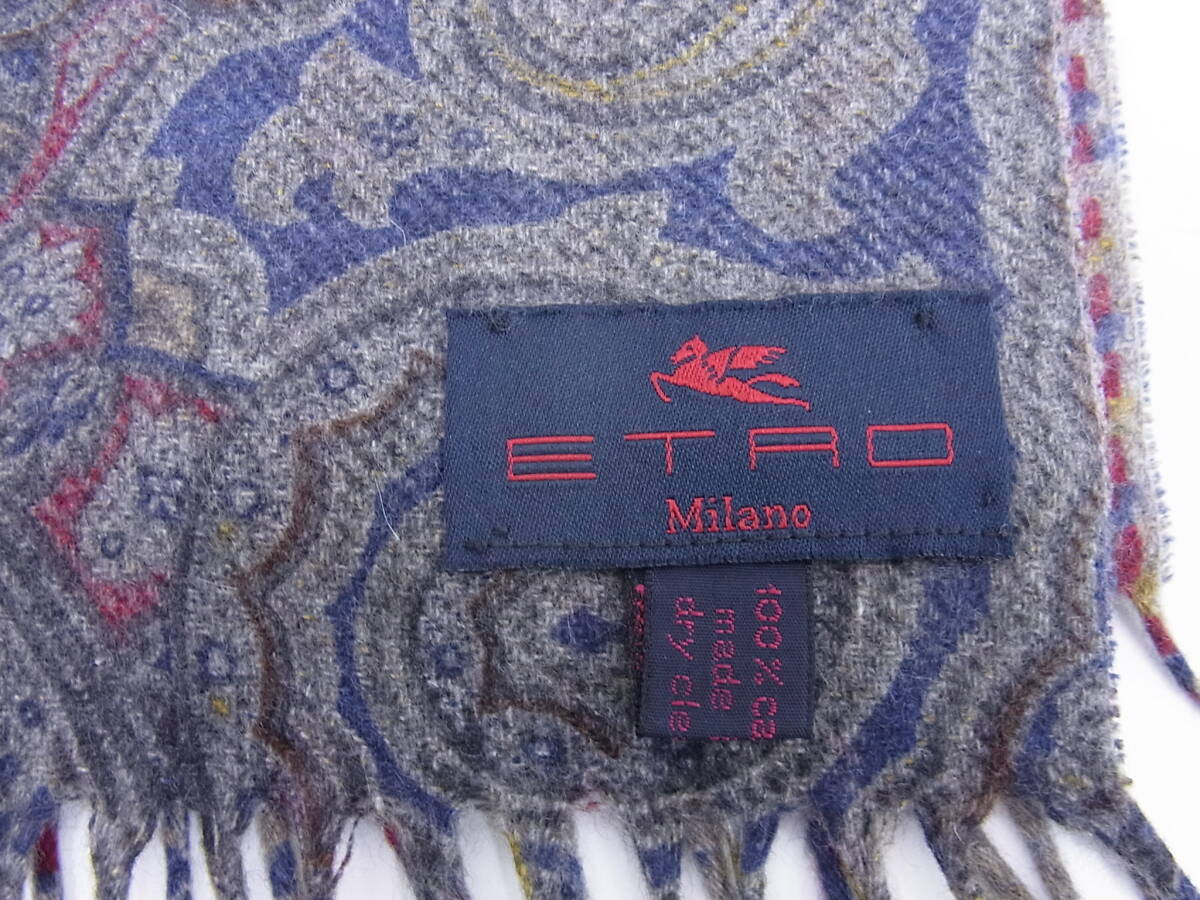 ETRO
Milano
100% ca
made
dry cle